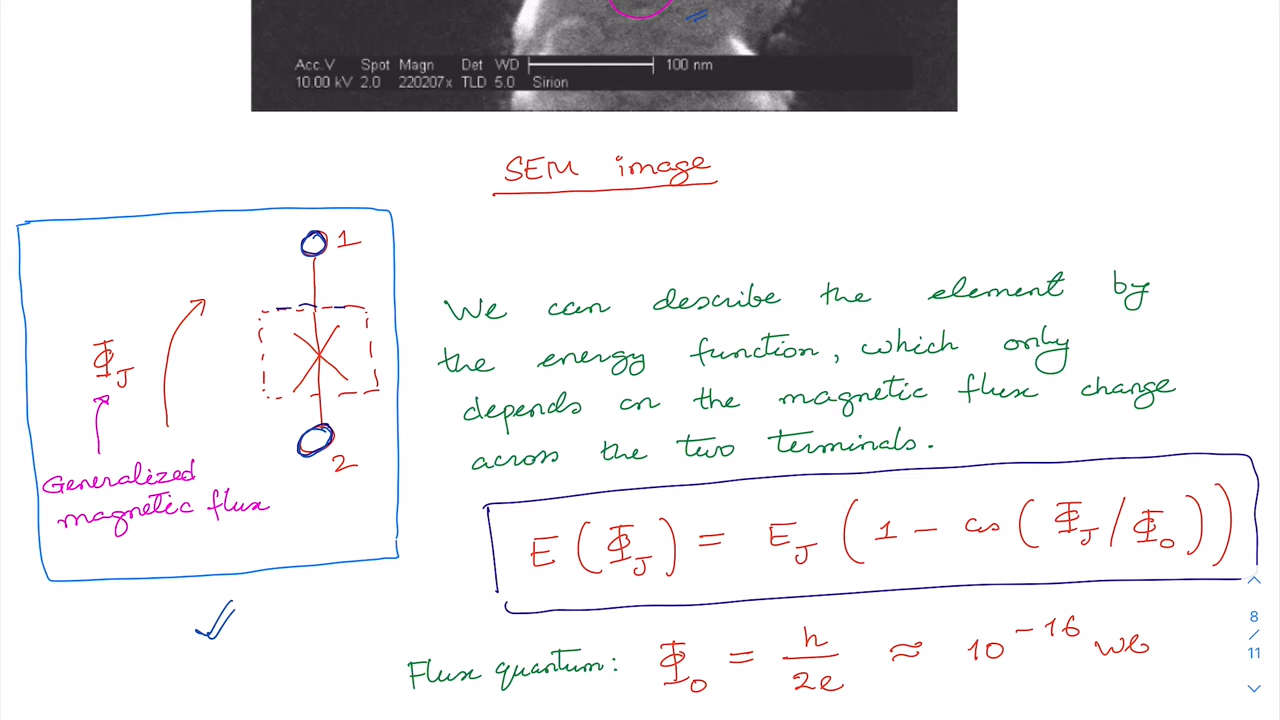 Acc.V Spot Magn Det WD 100 nm
10.00 kV 2.0 220207x TLD 5.0 Sirion
SEM image
1
Φ_J
2
Generalized
magnetic flux
We can describe the element by
the energy function, which only
depends on the magnetic flux change
across the two terminals.
E (Φ_J) = E_J (1 - cos (Φ_J / Φ_0))
Flux quantum: Φ_0 = h / 2e ≈ 10^-16 Wb
8
/
11